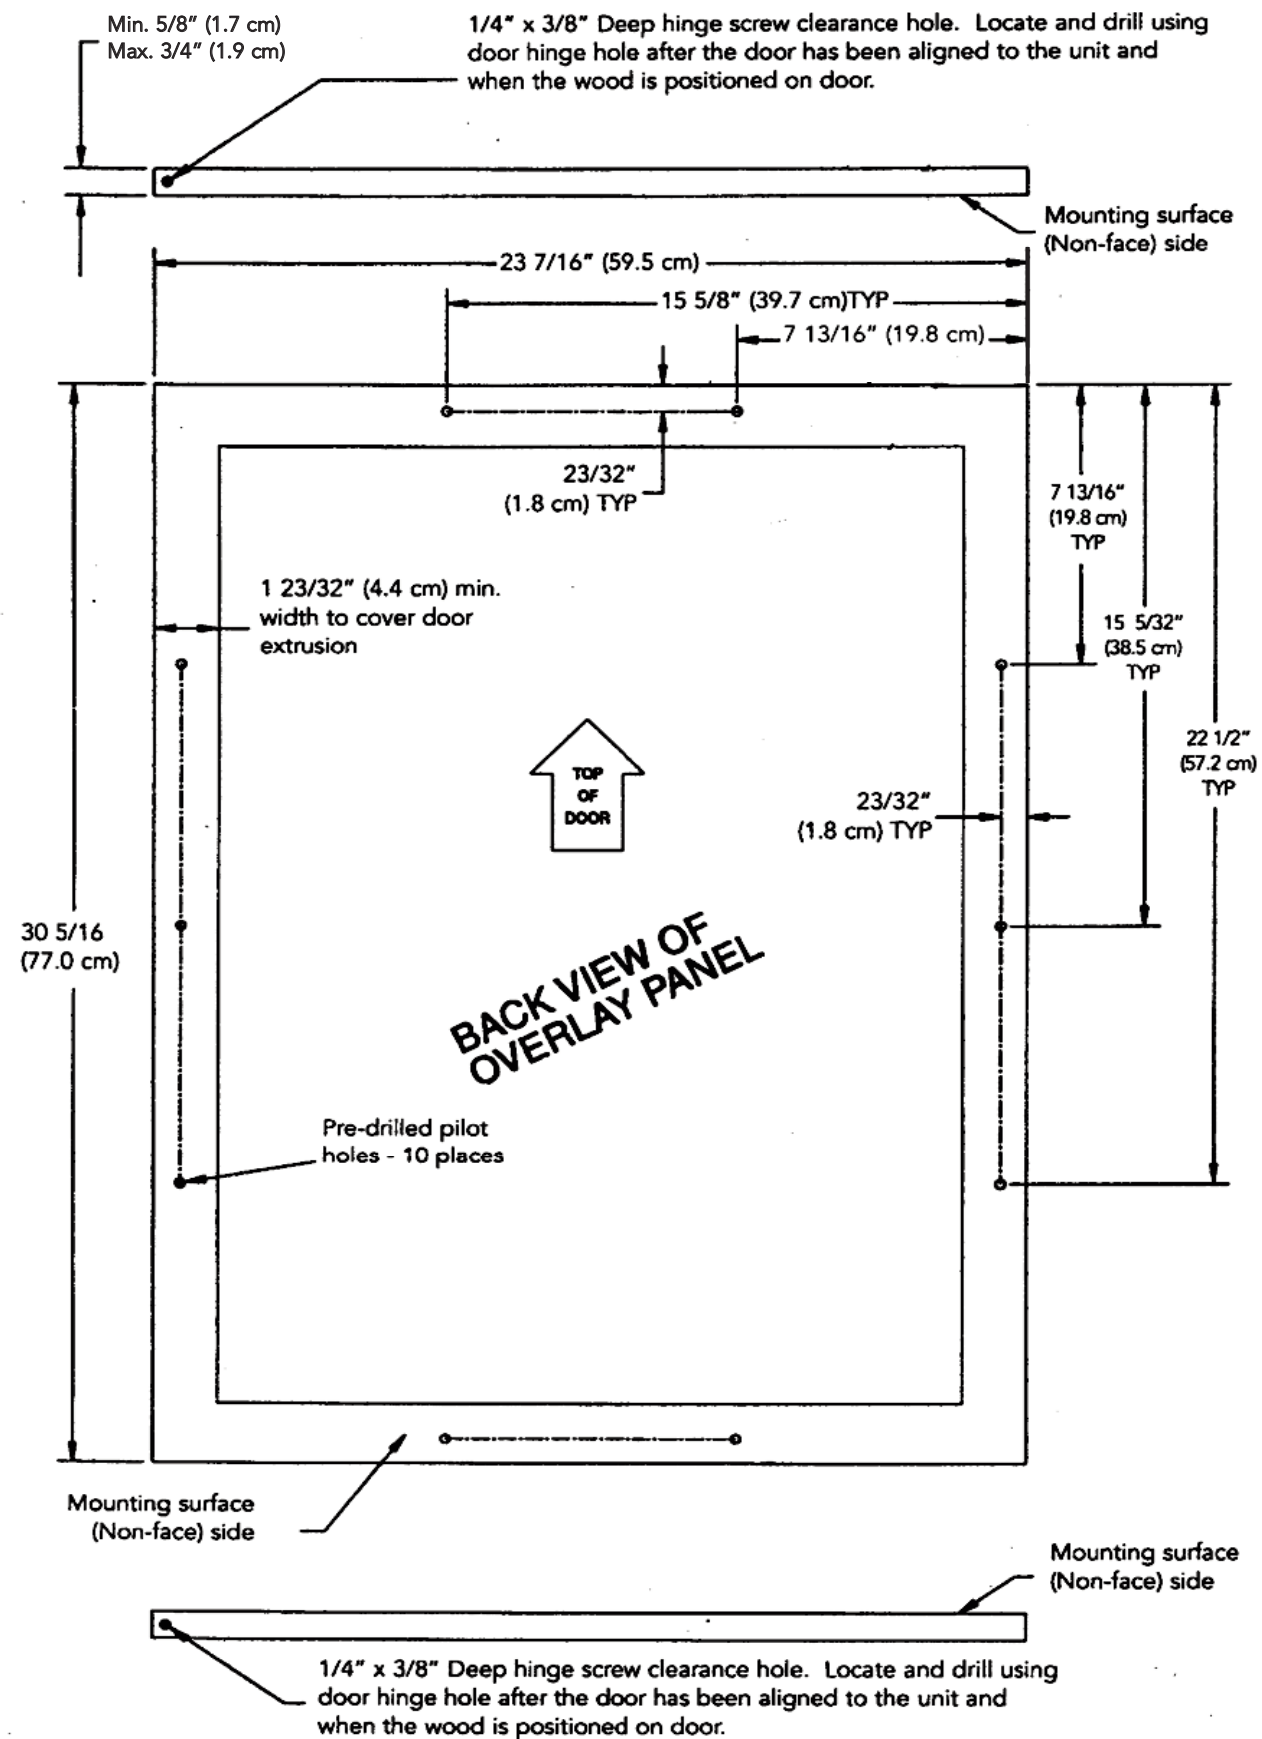 Min. 5/8" (1.7 cm)
Max. 3/4" (1.9 cm)
1/4" x 3/8" Deep hinge screw clearance hole. Locate and drill using
door hinge hole after the door has been aligned to the unit and
when the wood is positioned on door.
Mounting surface
(Non-face) side
23 7/16" (59.5 cm)
15 5/8" (39.7 cm)TYP
7 13/16" (19.8 cm)
23/32"
(1.8 cm) TYP
7 13/16"
(19.8 cm)
TYP
1 23/32" (4.4 cm) min.
width to cover door
extrusion
15 5/32"
(38.5 cm)
TYP
22 1/2"
(57.2 cm)
TYP
TOP
OF
DOOR
23/32"
(1.8 cm) TYP
30 5/16
(77.0 cm)
BACK VIEW OF
OVERLAY PANEL
Pre-drilled pilot
holes - 10 places
Mounting surface
(Non-face) side
Mounting surface
(Non-face) side
1/4" x 3/8" Deep hinge screw clearance hole. Locate and drill using
door hinge hole after the door has been aligned to the unit and
when the wood is positioned on door.